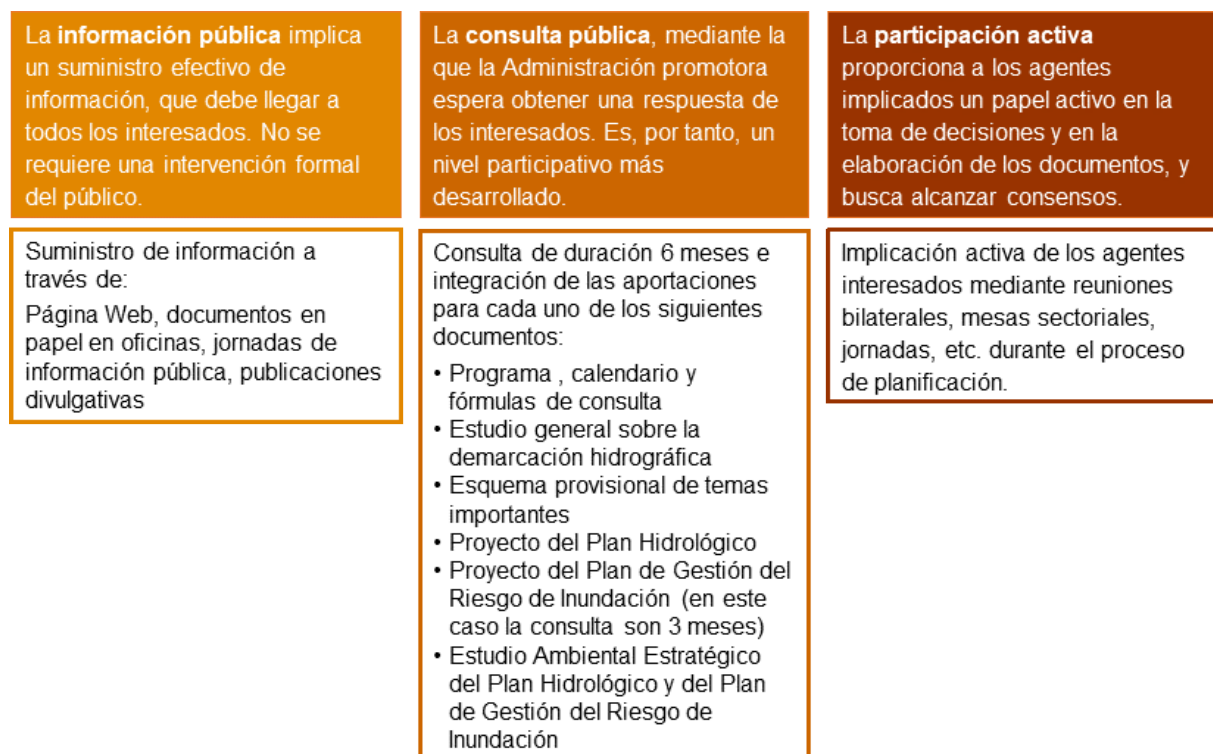 La información pública implica
un suministro efectivo de
información, que debe llegar a
todos los interesados. No se
requiere una intervención formal
del público.
Suministro de información a
través de:
Página Web, documentos en
papel en oficinas, jornadas de
información pública, publicaciones
divulgativas
La consulta pública, mediante la
que la Administración promotora
espera obtener una respuesta de
los interesados. Es, por tanto, un
nivel participativo más
desarrollado.
Consulta de duración 6 meses e
integración de las aportaciones
para cada uno de los siguientes
documentos:
• Programa , calendario y
fórmulas de consulta
• Estudio general sobre la
demarcación hidrográfica
• Esquema provisional de temas
importantes
• Proyecto del Plan Hidrológico
• Proyecto del Plan de Gestión del
Riesgo de Inundación (en este
caso la consulta son 3 meses)
• Estudio Ambiental Estratégico
del Plan Hidrológico y del Plan
de Gestión del Riesgo de
Inundación
La participación activa
proporciona a los agentes
implicados un papel activo en la
toma de decisiones y en la
elaboración de los documentos, y
busca alcanzar consensos.
Implicación activa de los agentes
interesados mediante reuniones
bilaterales, mesas sectoriales,
jornadas, etc. durante el proceso
de planificación.